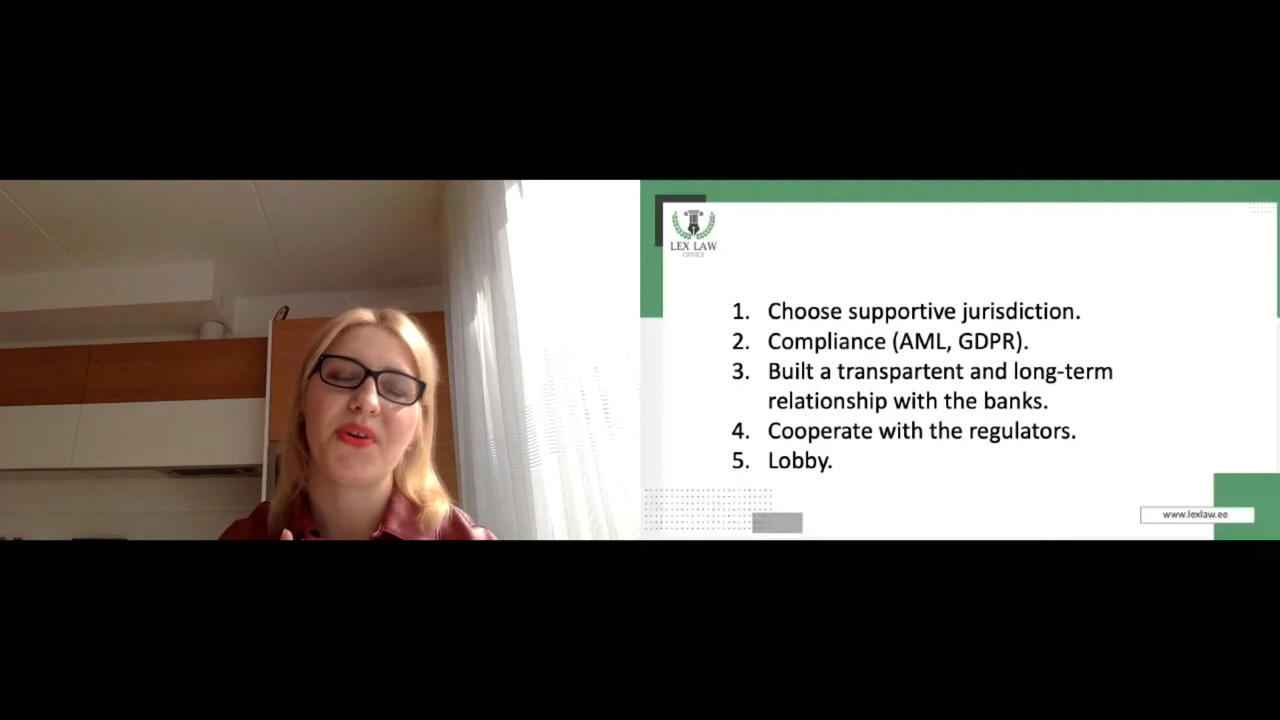 LEX LAW
OFFICE
1. Choose supportive jurisdiction.
2. Compliance (AML, GDPR).
3. Built a transpartent and long-term
relationship with the banks.
4. Cooperate with the regulators.
5. Lobby.
www.lexlaw.ee